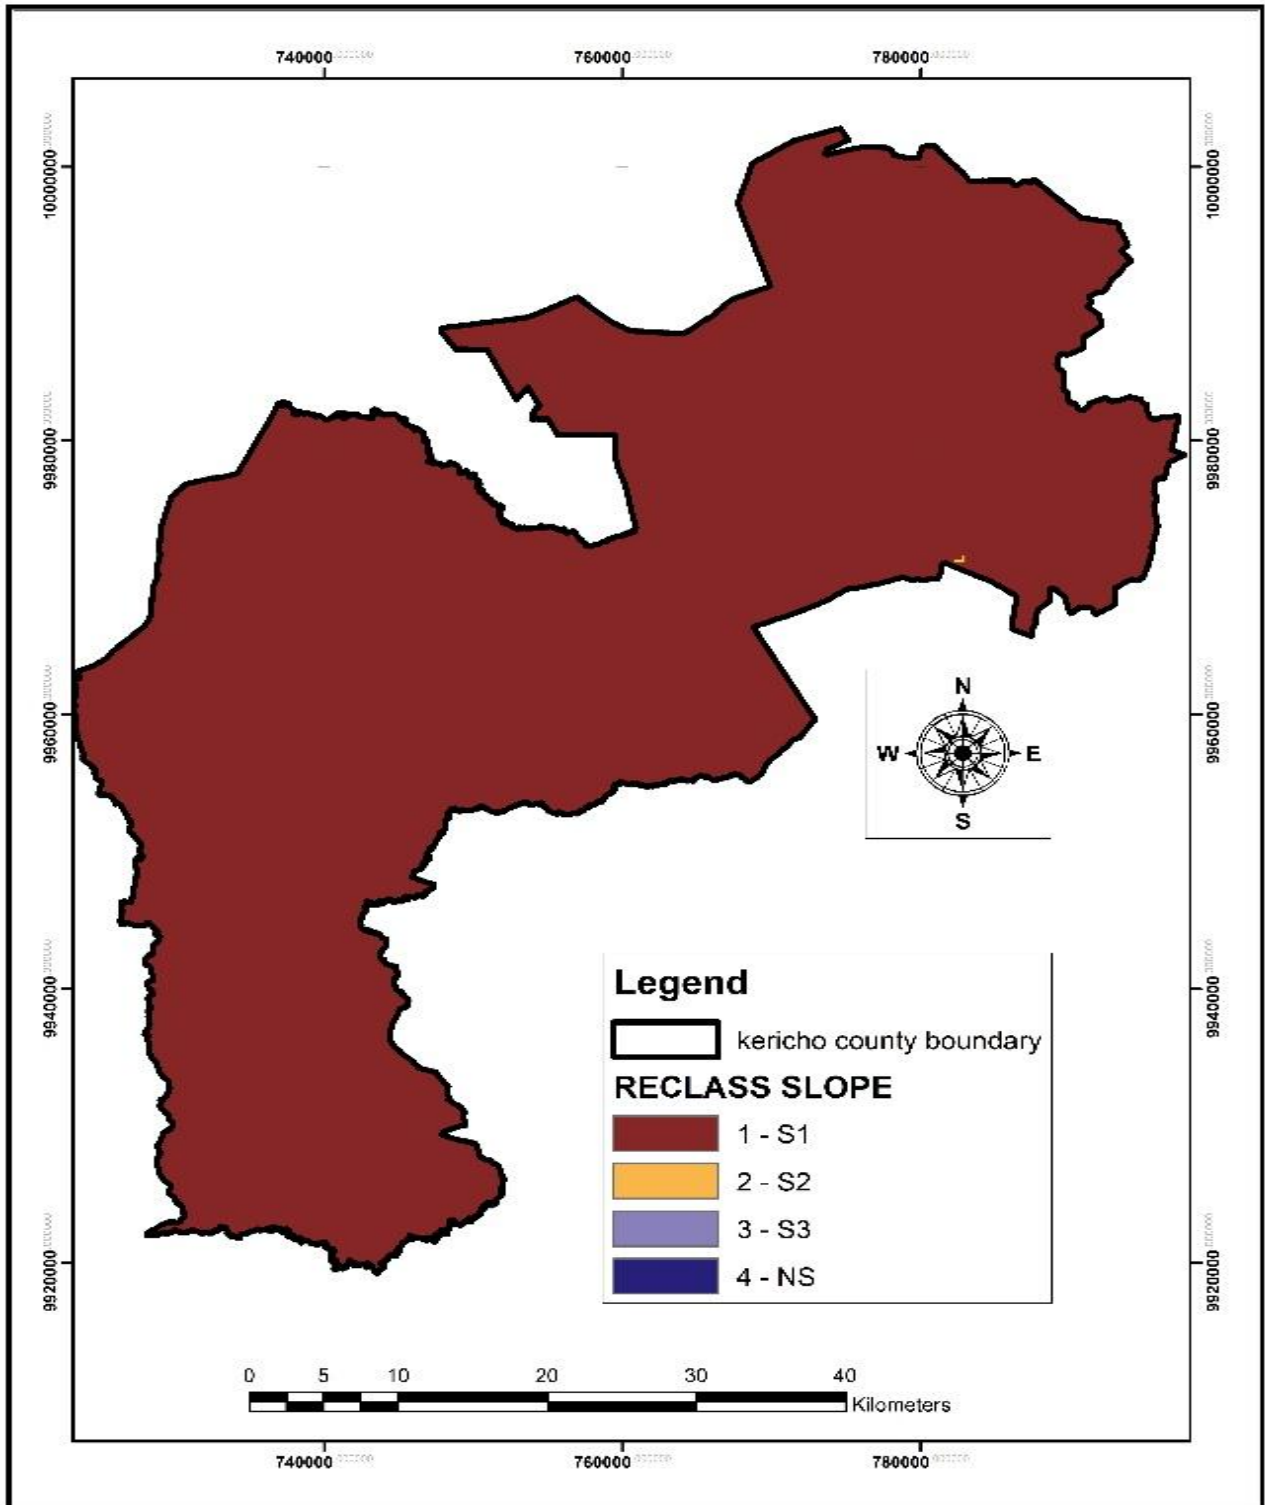 740000 760000 780000
10000000 10000000
9980000 9980000
9960000 9960000
N
W E
S
9940000 9940000
Legend
kericho county boundary
RECLASS SLOPE
1 - S1
2 - S2
3 - S3
4 - NS
9920000 9920000
0 5 10 20 30 40
Kilometers
740000 760000 780000